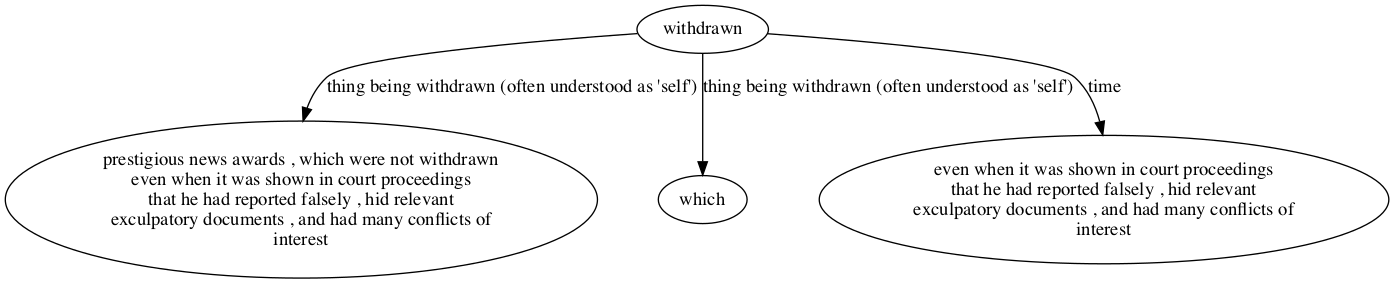 withdrawn
thing being withdrawn (often understood as 'self')
thing being withdrawn (often understood as 'self')
time
prestigious news awards , which were not withdrawn
even when it was shown in court proceedings
that he had reported falsely , hid relevant
exculpatory documents , and had many conflicts of
interest
which
even when it was shown in court proceedings
that he had reported falsely , hid relevant
exculpatory documents , and had many conflicts of
interest